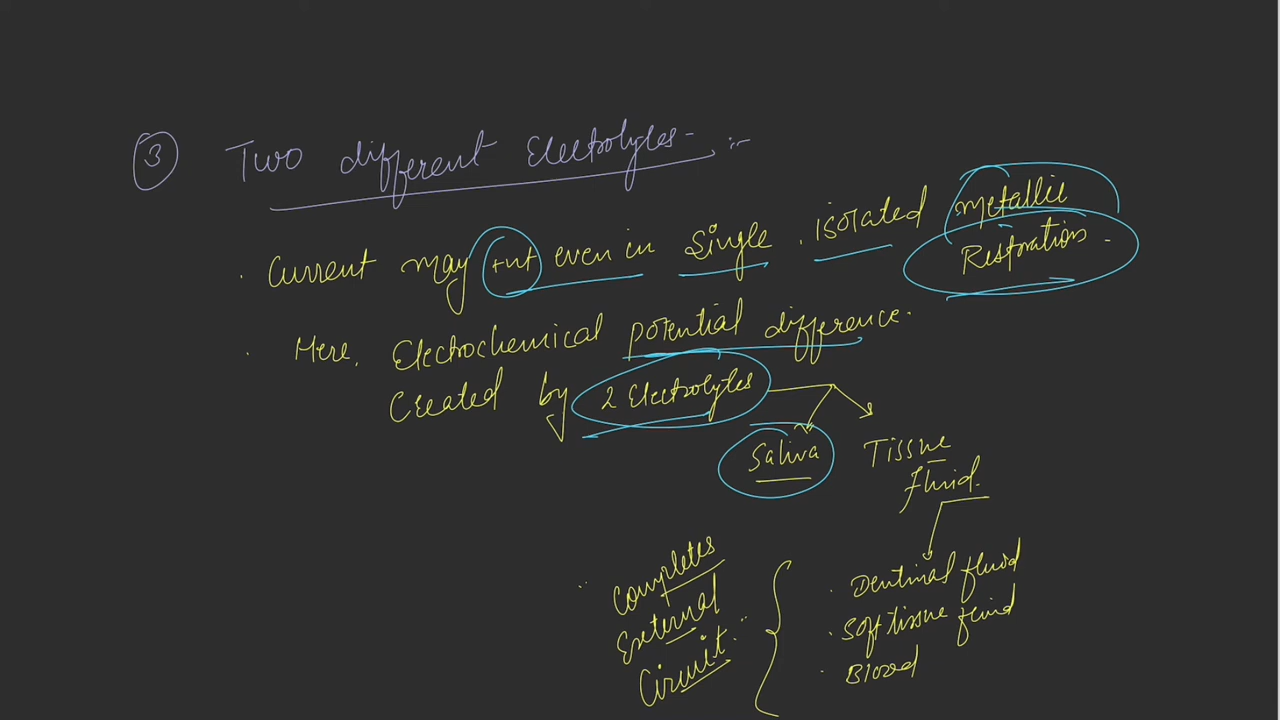 ③ Two different Electrolytes- :-
· Current may +nt even in single . isolated metallic
Restoration.
· Here, Electrochemical potential difference.
Created by 2 Electrolytes
Saliva Tissue
fluid.
Completes
External
Circuit.
· Dentinal fluid
· Soft tissue fluid
· Blood